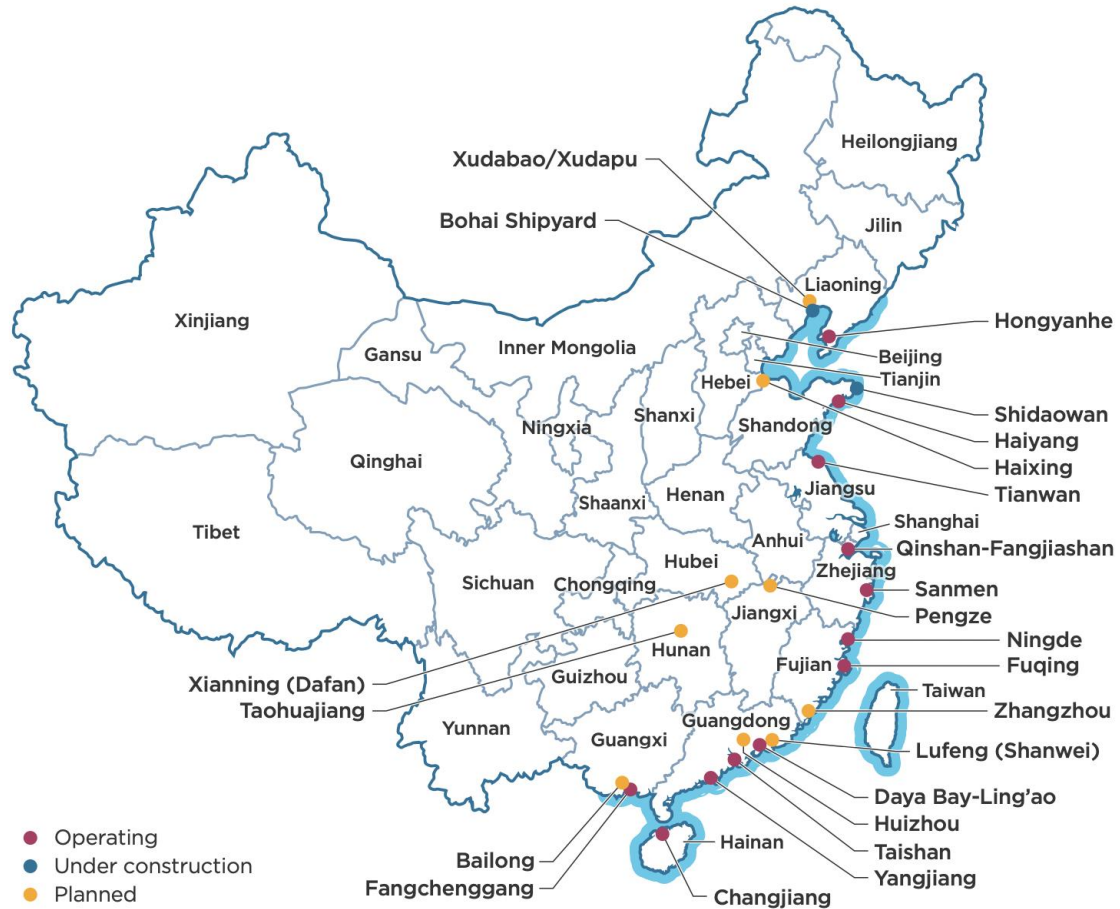 Heilongjiang
Xudabao/Xudapu
Bohai Shipyard
Jilin
Liaoning
Xinjiang
Hongyanhe
Inner Mongolia
Gansu
Beijing
Tianjin
Hebei
Shidaowan
Shanxi
Ningxia
Shandong
Haiyang
Qinghai
Haixing
Jiangsu
Tianwan
Henan
Shaanxi
Shanghai
Tibet
Anhui
Qinshan-Fangjiashan
Hubei
Zhejiang
Sichuan
Chongqing
Sanmen
Jiangxi
Pengze
Ningde
Hunan
Fujian
Fuqing
Guizhou
Xianning (Dafan)
Taiwan
Taohuajiang
Zhangzhou
Guangdong
Yunnan
Guangxi
Lufeng (Shanwei)
Daya Bay-Ling’ao
Huizhou
Operating
Hainan
Taishan
Under construction
Bailong
Yangjiang
Fangchenggang
Planned
Changjiang